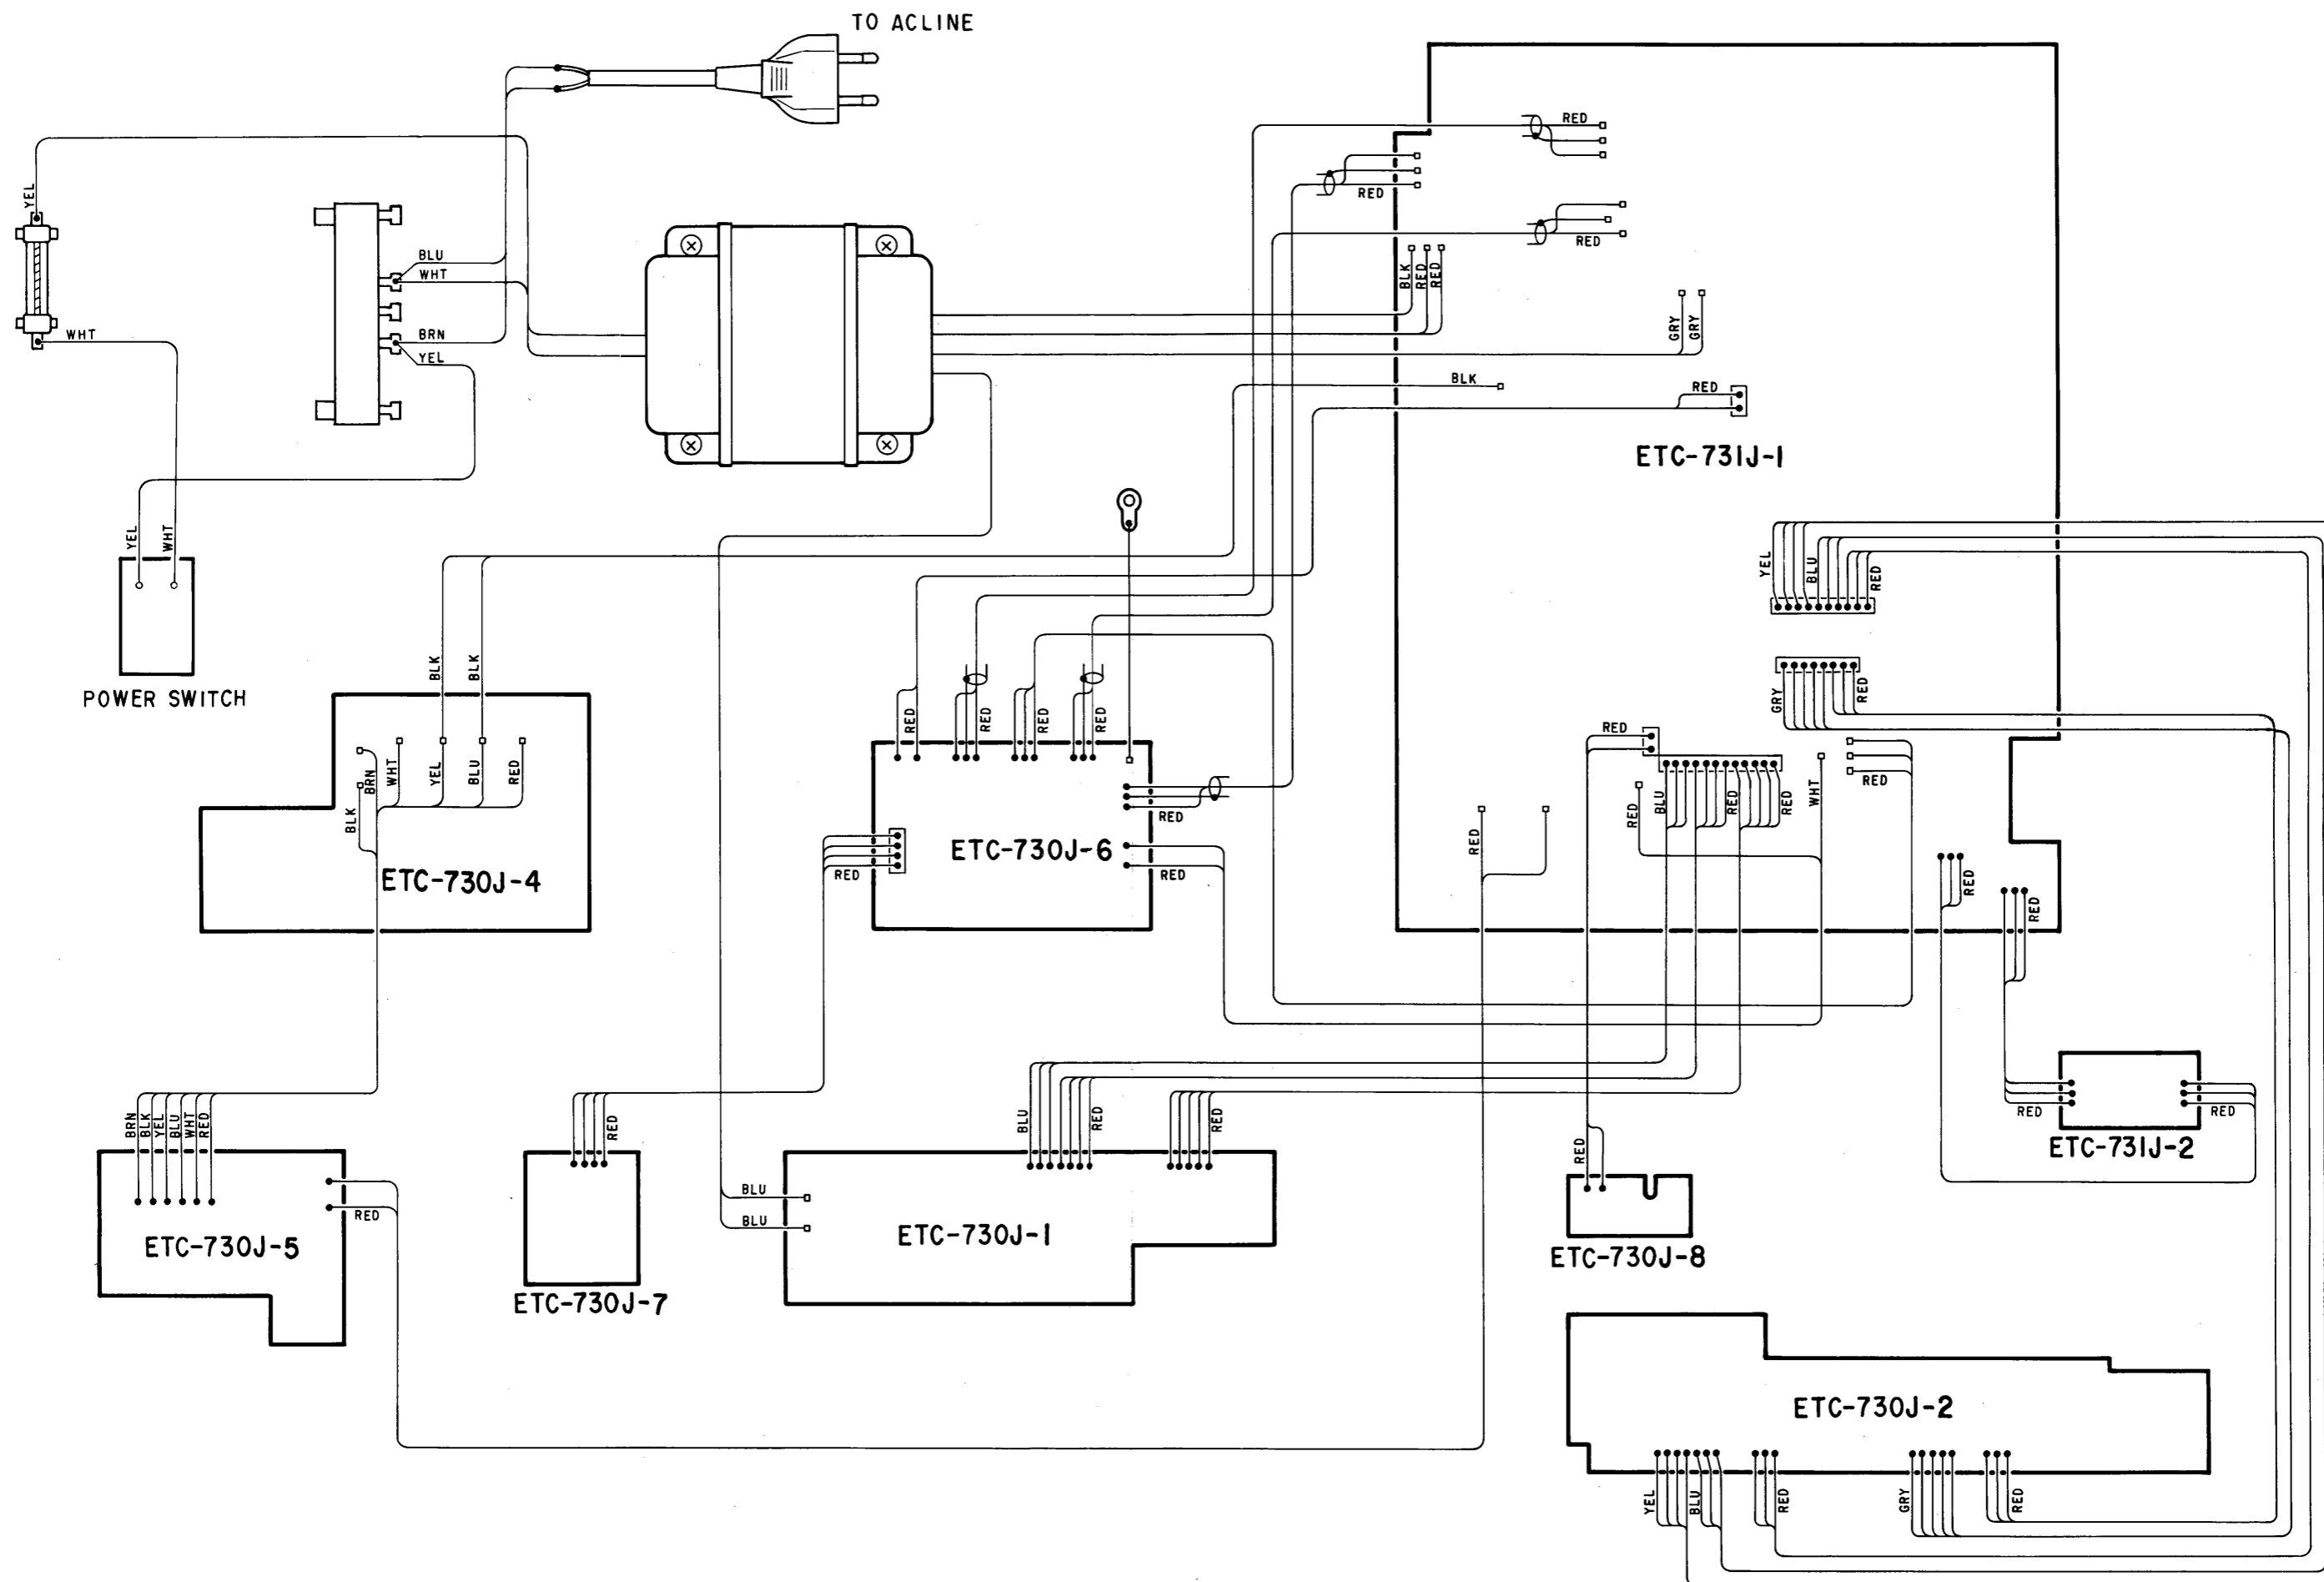 TO ACLINE
RED
YEL
RED
RED
BLU
WHT
BLK
RED
RED
WHT
BRN
YEL
GRY
GRY
BLK
RED
ETC-731J-1
YEL
WHT
YEL
BLU
RED
POWER SWITCH
BLK
BLK
RED
RED
RED
RED
GRY
RED
BRN
WHT
YEL
BLU
RED
BLK
RED
RED
RED
BLU
RED
RED
WHT
RED
RED
ETC-730J-4
ETC-730J-6
RED
RED
RED
RED
RED
BRN
BLK
YEL
BLU
WHT
RED
RED
BLU
RED
RED
RED
RED
RED
ETC-731J-2
BLU
BLU
RED
ETC-730J-5
ETC-730J-7
ETC-730J-1
ETC-730J-8
ETC-730J-2
YEL
BLU
RED
GRY
RED